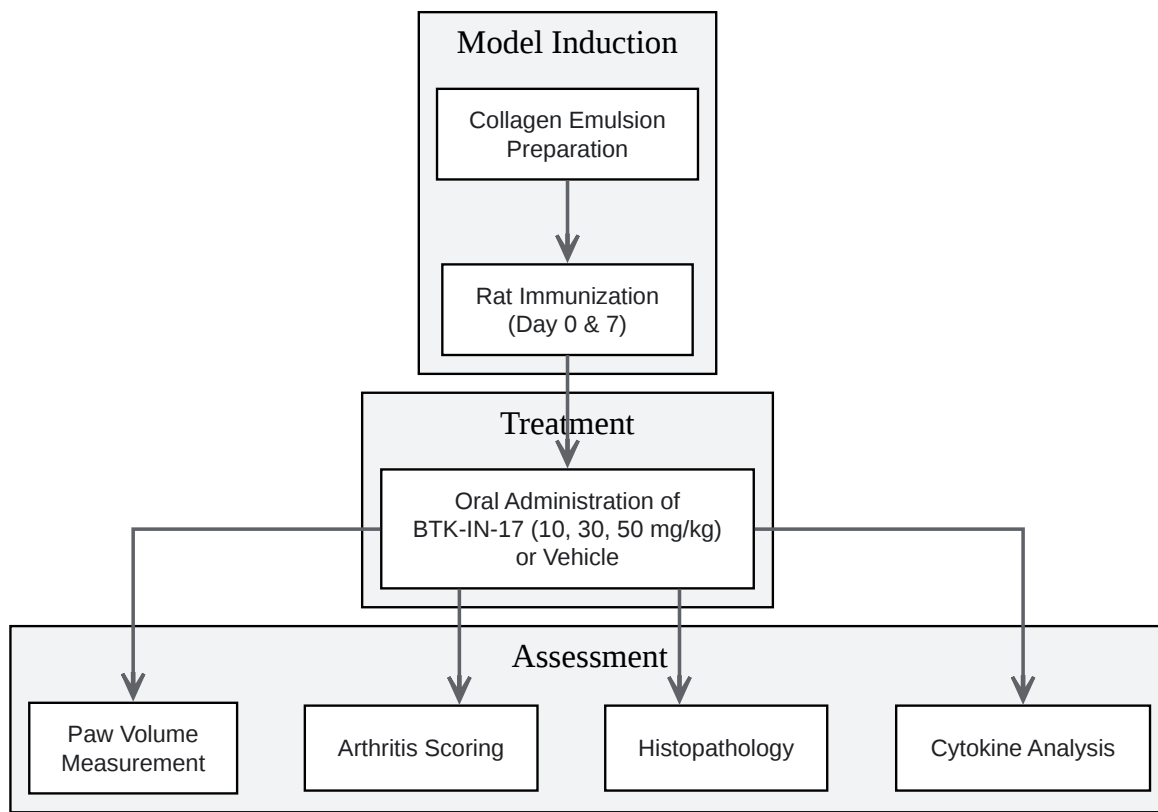 Model Induction
Collagen Emulsion
Preparation
Rat Immunization
(Day 0 & 7)
Treatment
Oral Administration of
BTK-IN-17 (10, 30, 50 mg/kg)
or Vehicle
Assessment
Paw Volume
Measurement
Arthritis Scoring
Histopathology
Cytokine Analysis